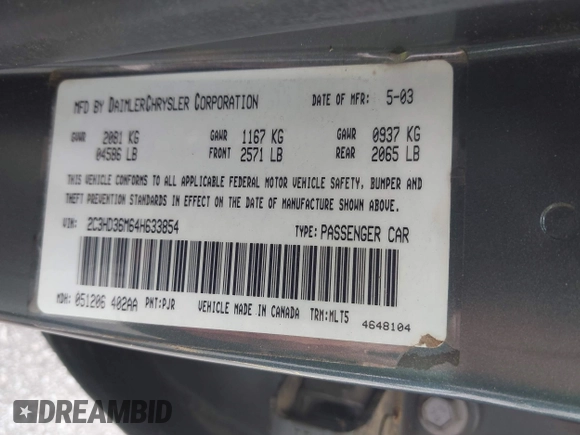 MFD BY DAIMLERCHRYSLER CORPORATION DATE OF MFR: 5-03
GVWR 2081 KG GAWR 1167 KG GAWR 0937 KG
04586 LB FRONT 2571 LB REAR 2065 LB
THIS VEHICLE CONFORMS TO ALL APPLICABLE FEDERAL MOTOR VEHICLE SAFETY, BUMPER AND
THEFT PREVENTION STANDARDS IN EFFECT ON THE DATE OF MANUFACTURE SHOWN ABOVE.
VIN: 2C3HD36M64H633854 TYPE: PASSENGER CAR
MDH: 051206 402AA PNT:PJR VEHICLE MADE IN CANADA TRM:MLT5
4648104
DREAMBID